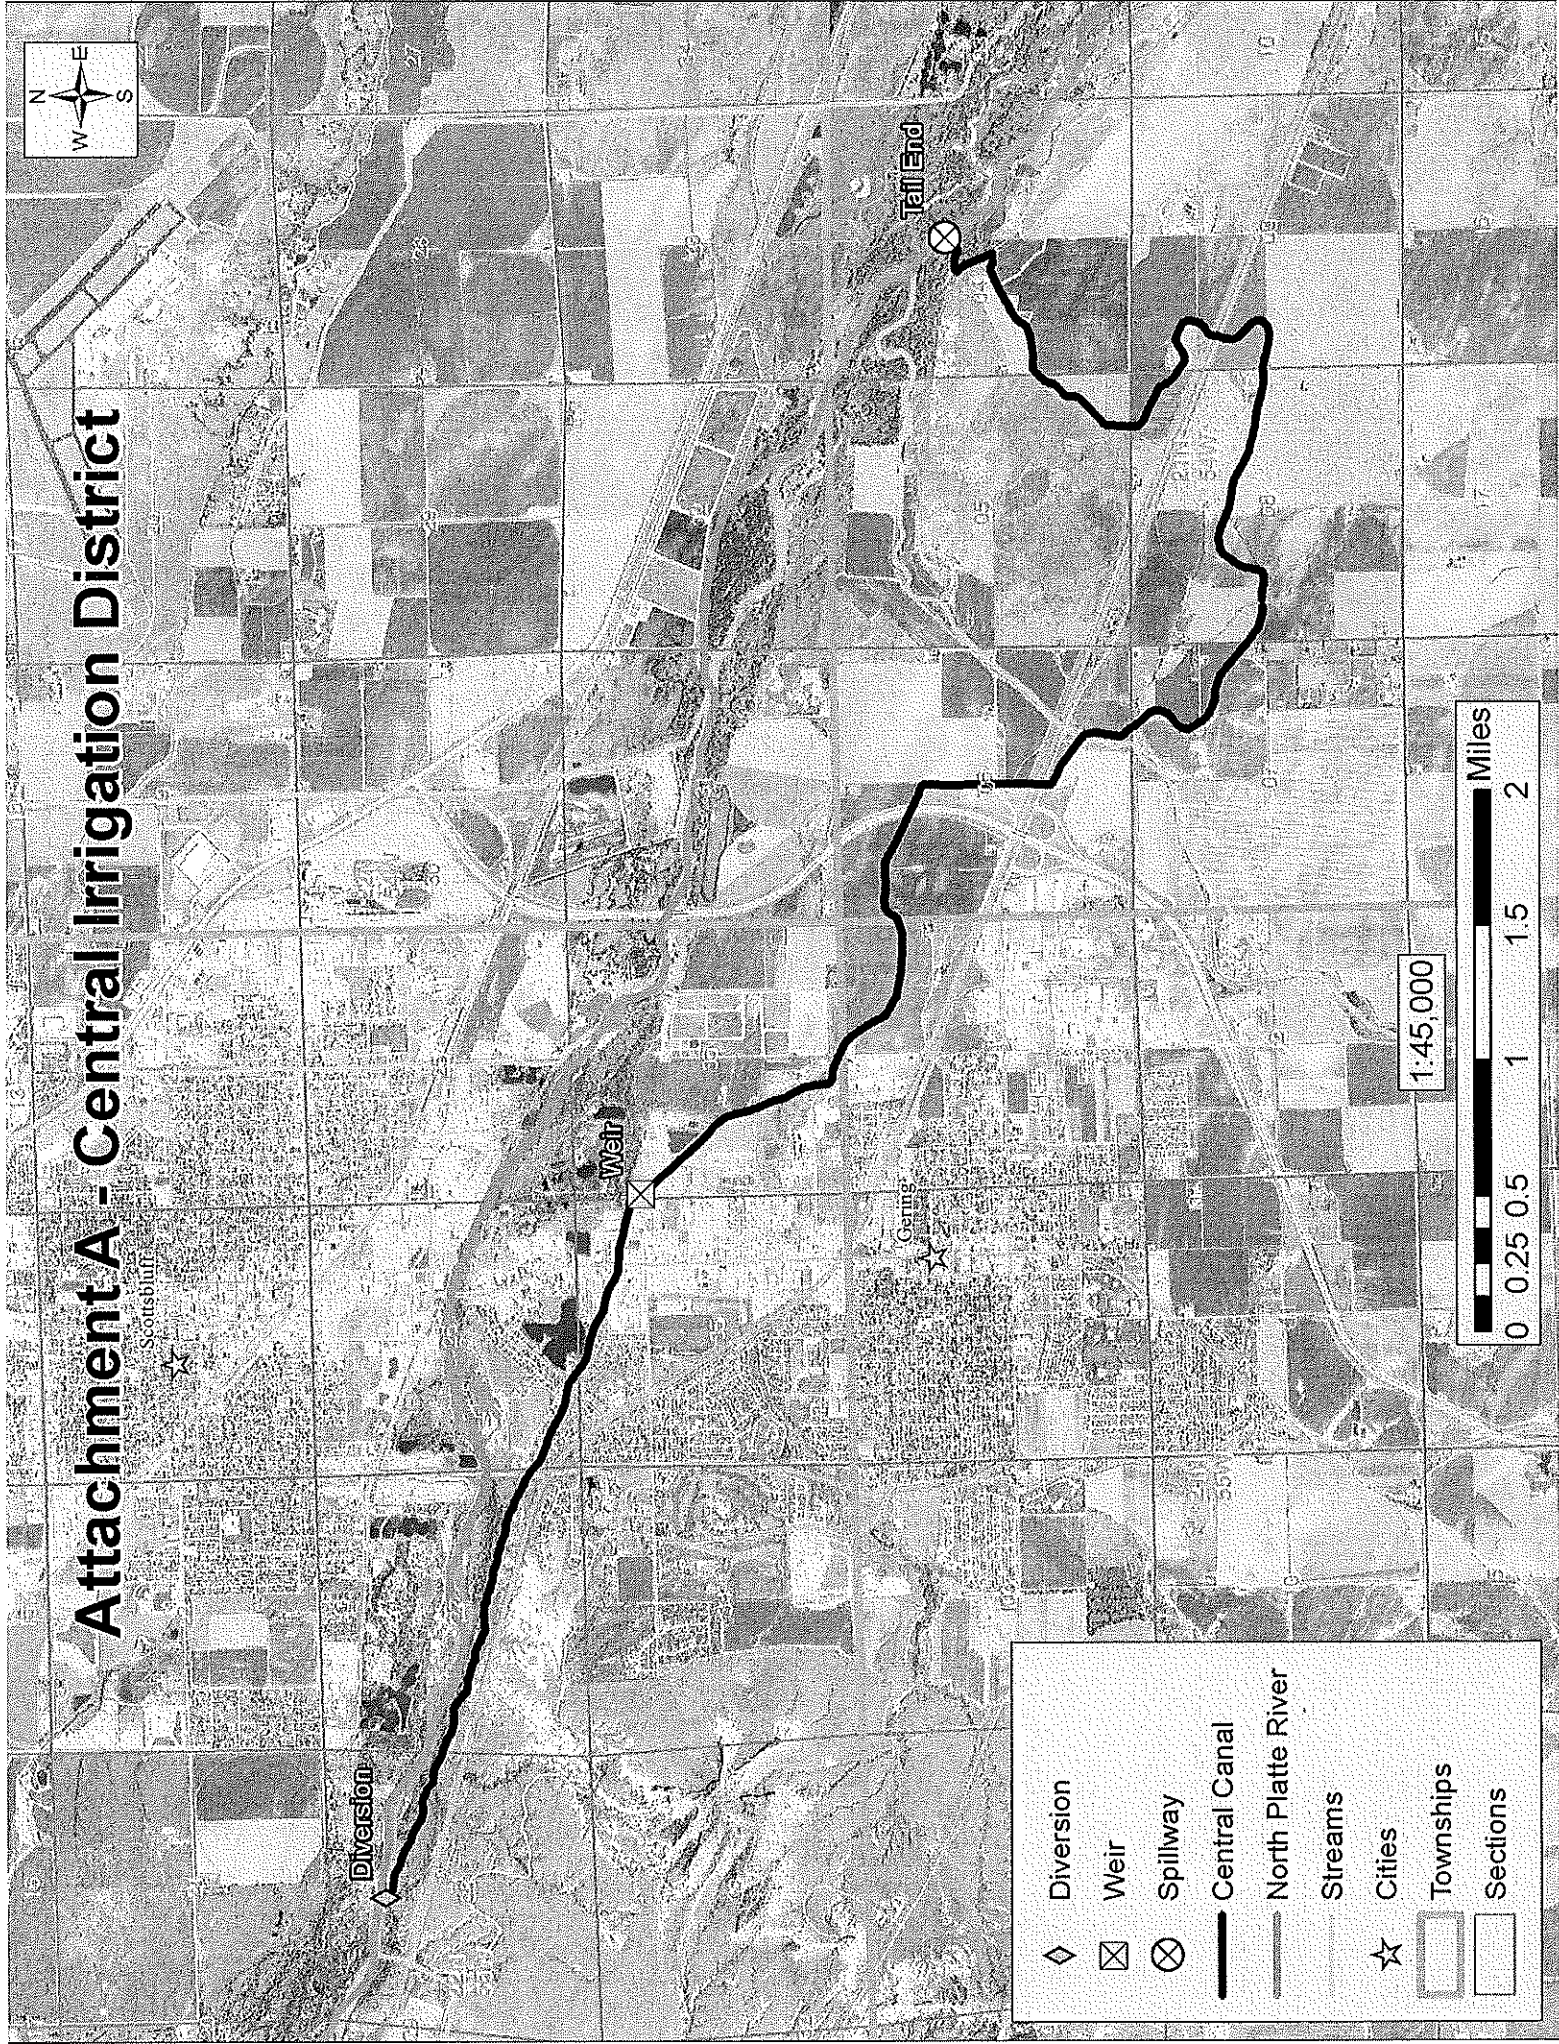 Attachment A - Central Irrigation District
N
W
E
S
Scottsbluff
Diversion
Weir
Tail End
Gering
1:45,000
0 0.25 0.5 1 1.5 2
Miles
Diversion
Weir
Spillway
Central Canal
North Platte River
Streams
Cities
Townships
Sections